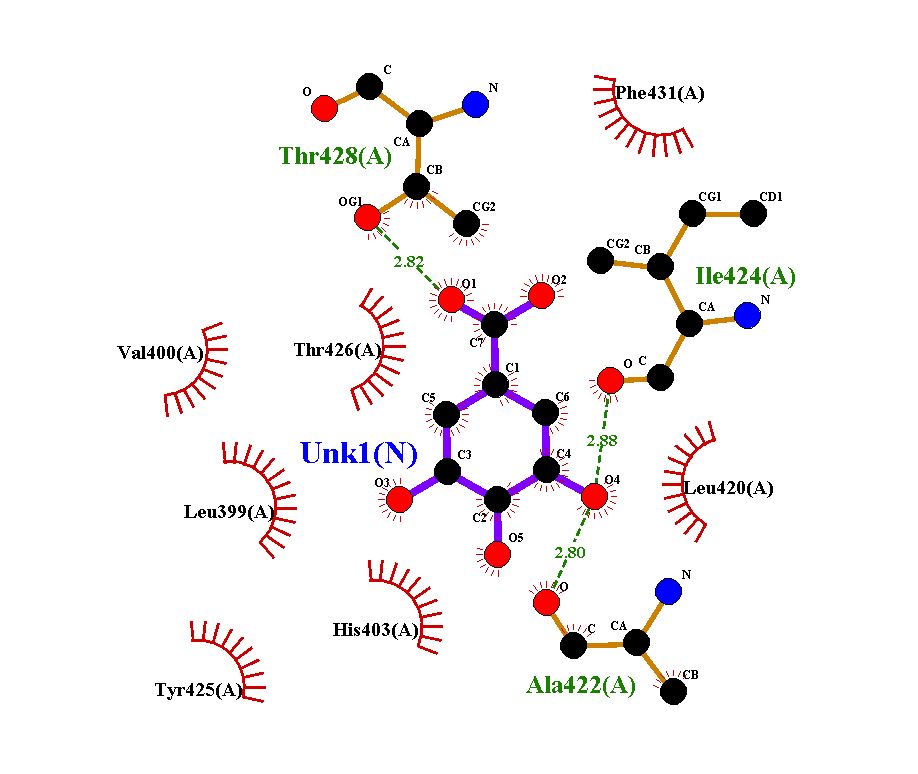 C
N
O
Phe431(A)
CA
Thr428(A)
CB
CG1
CD1
OG1
CG2
CG2
CB
2.82
Ile424(A)
O1
O2
N
CA
C7
Val400(A)
Thr426(A)
O
C
C1
C5
C6
2.88
Unk1(N)
C3
C4
O3
O4
Leu420(A)
Leu399(A)
C2
O5
2.80
N
O
His403(A)
C
CA
CB
Tyr425(A)
Ala422(A)